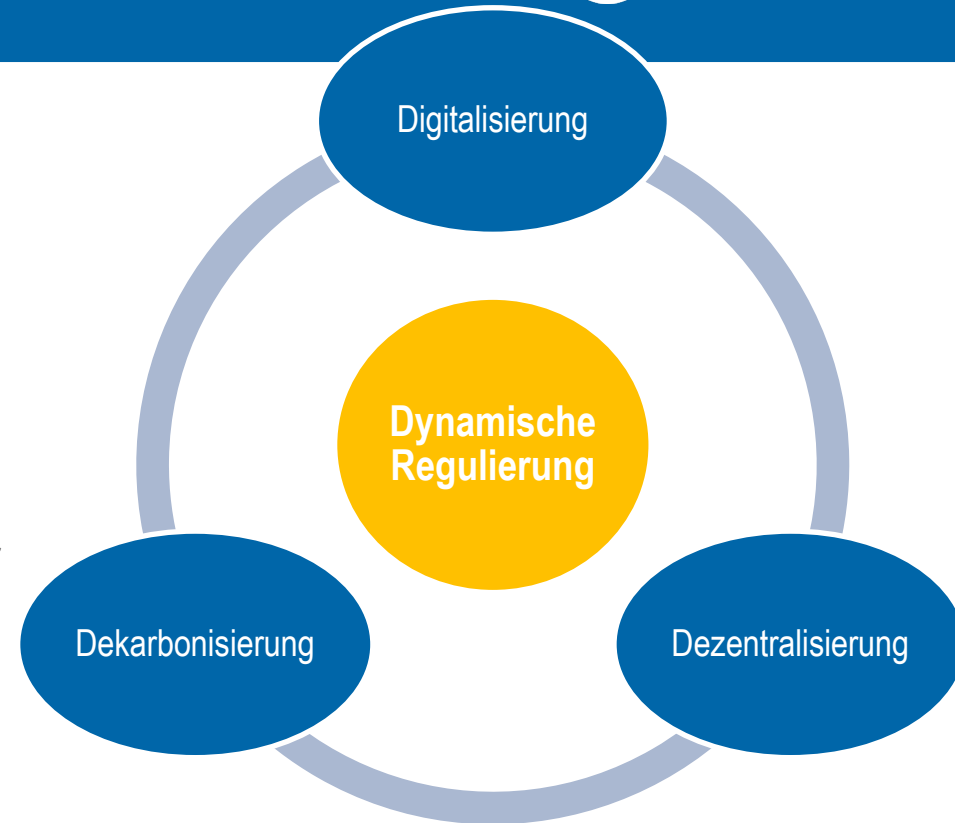 Digitalisierung
Dynamische
Regulierung
Dekarbonisierung
Dezentralisierung